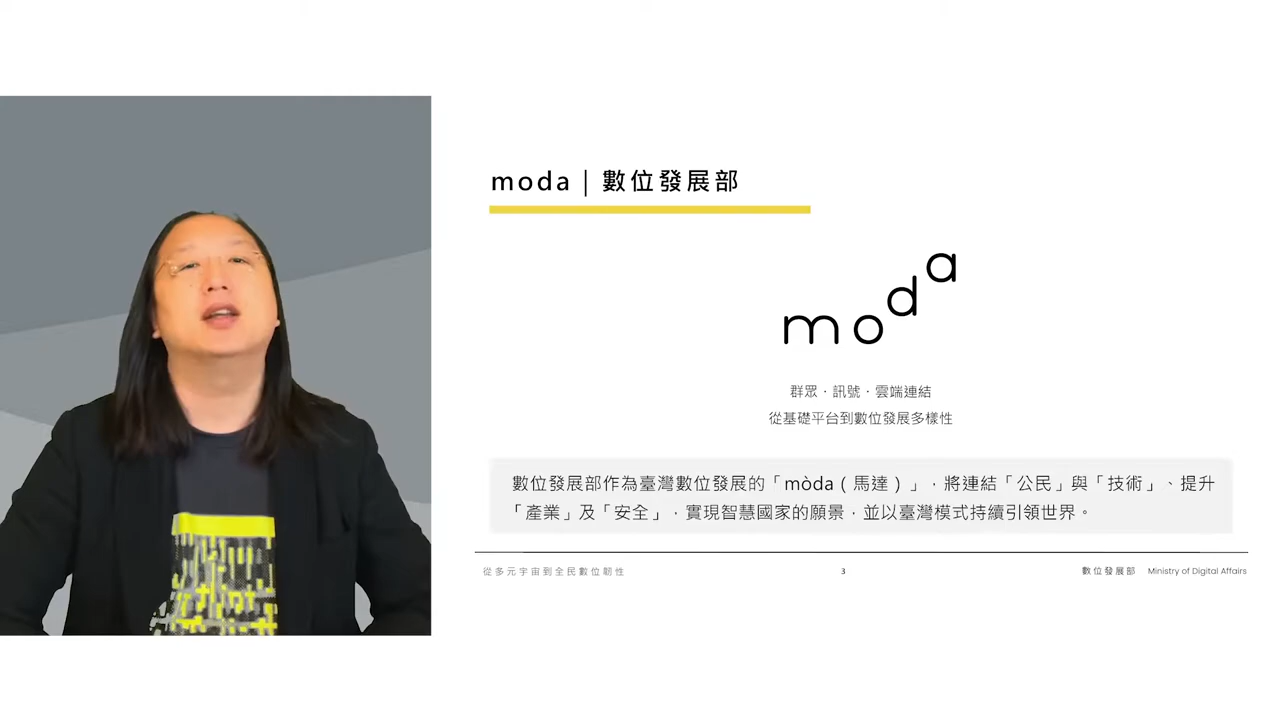 moda | 數位發展部
moda
群眾・訊號・雲端連結
從基礎平台到數位發展多樣性
數位發展部作為臺灣數位發展的「mòda（馬達）」，將連結「公民」與「技術」、提升
「產業」及「安全」，實現智慧國家的願景，並以臺灣模式持續引領世界。
從多元宇宙到全民數位韌性
3
數位發展部 Ministry of Digital Affairs